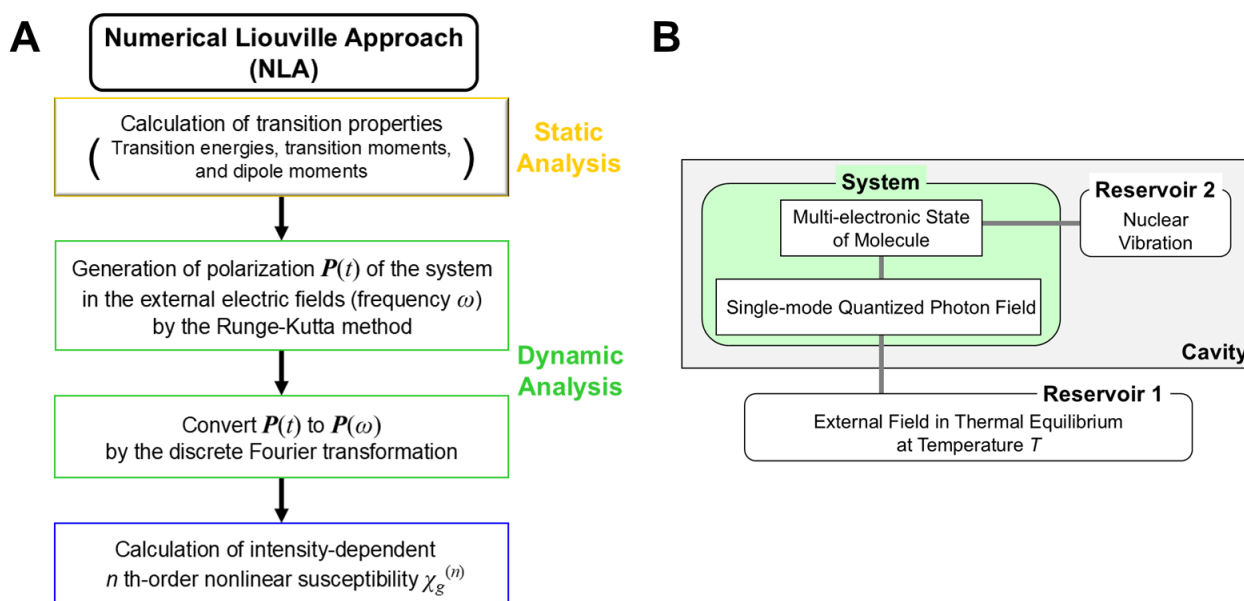 A
Numerical Liouville Approach
(NLA)
Calculation of transition properties
( Transition energies, transition moments, )
and dipole moments
Static
Analysis
Generation of polarization P(t) of the system
in the external electric fields (frequency ω)
by the Runge-Kutta method
Dynamic
Analysis
Convert P(t) to P(ω)
by the discrete Fourier transformation
Calculation of intensity-dependent
n th-order nonlinear susceptibility χg(n)
B
System
Multi-electronic State
of Molecule
Reservoir 2
Nuclear
Vibration
Single-mode Quantized Photon Field
Cavity
Reservoir 1
External Field in Thermal Equilibrium
at Temperature T